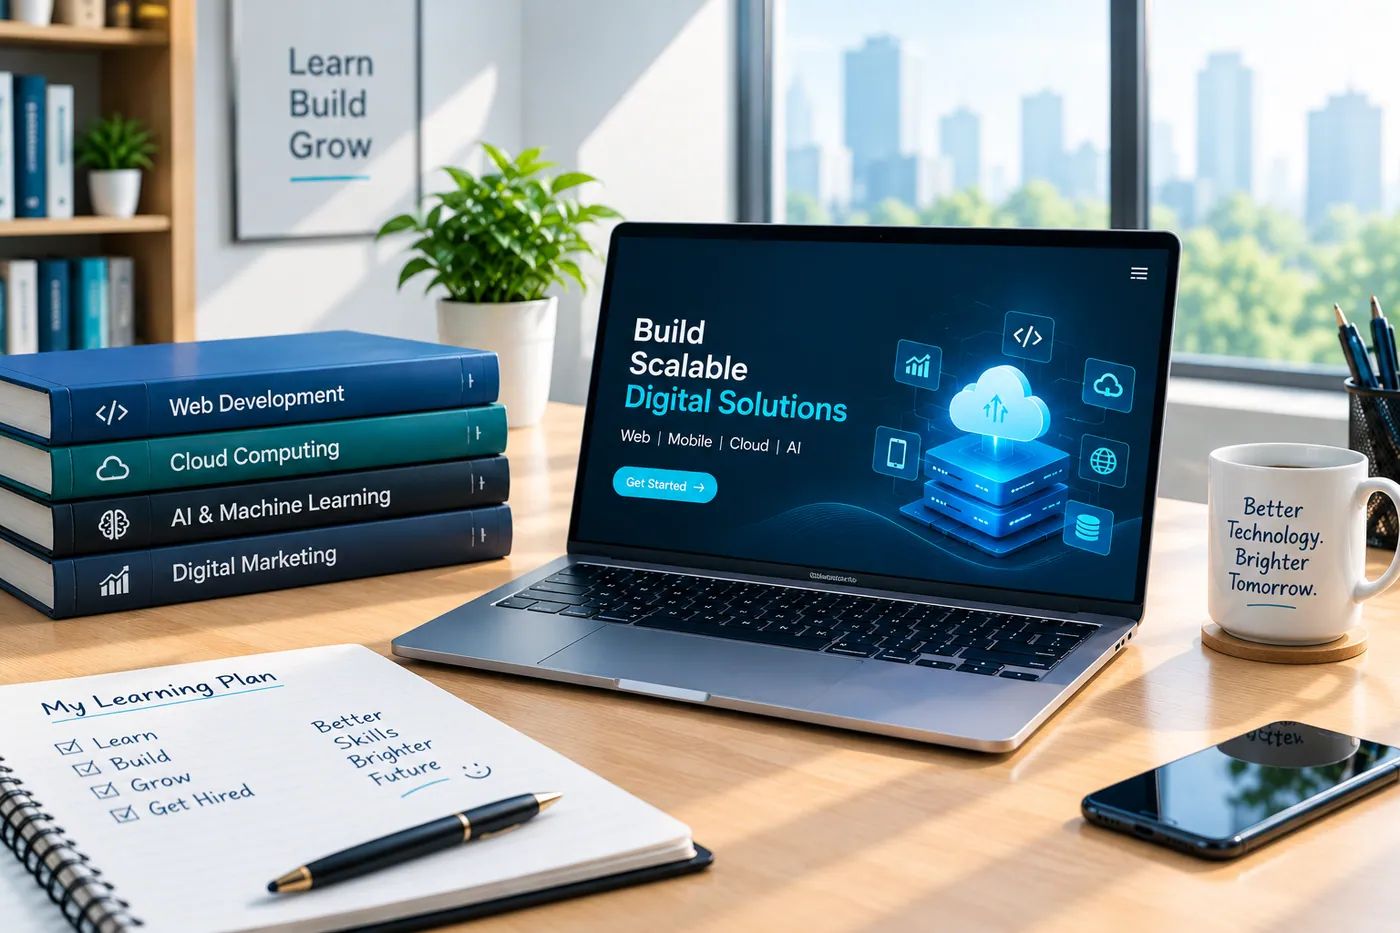 Learn
Build
Grow
Web Development
Cloud Computing
AI & Machine Learning
Digital Marketing
Build
Scalable
Digital Solutions
Web | Mobile | Cloud | AI
Get Started →
Better
Technology.
Brighter
Tomorrow.
My Learning Plan
Learn
Build
Grow
Get Hired
Better
Skills
Brighter
Future